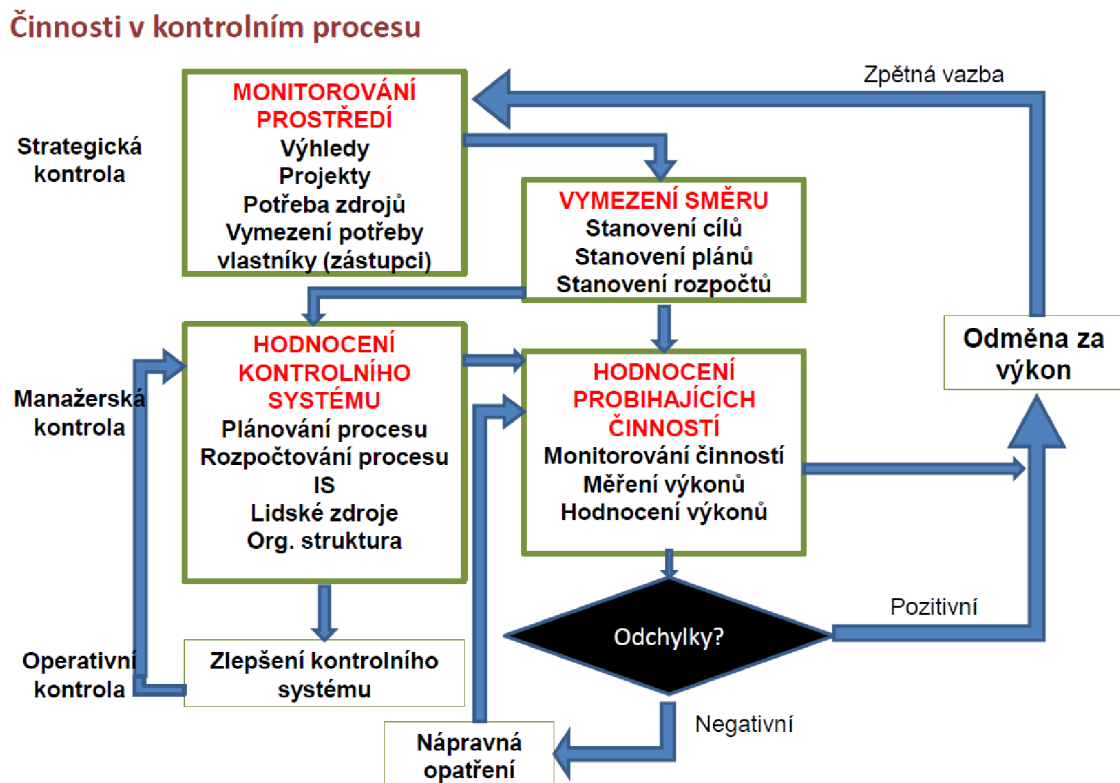 Činnosti v kontrolním procesu
Zpětná vazba
Strategická
kontrola
MONITOROVÁNÍ
PROSTŘEDÍ
Výhledy
Projekty
Potřeba zdrojů
Vymezení potřeby
vlastníky (zástupci)
VYMEZENÍ SMĚRU
Stanovení cílů
Stanovení plánů
Stanovení rozpočtů
Manažerská
kontrola
HODNOCENÍ
KONTROLNÍHO
SYSTÉMU
Plánování procesu
Rozpočtování procesu
IS
Lidské zdroje
Org. struktura
HODNOCENÍ
PROBIHAJÍCÍCH
ČINNOSTÍ
Monitorování činností
Měření výkonů
Hodnocení výkonů
Odměna za
výkon
Operativní
kontrola
Zlepšení kontrolního
systému
Odchylky?
Pozitivní
Negativní
Nápravná
opatření